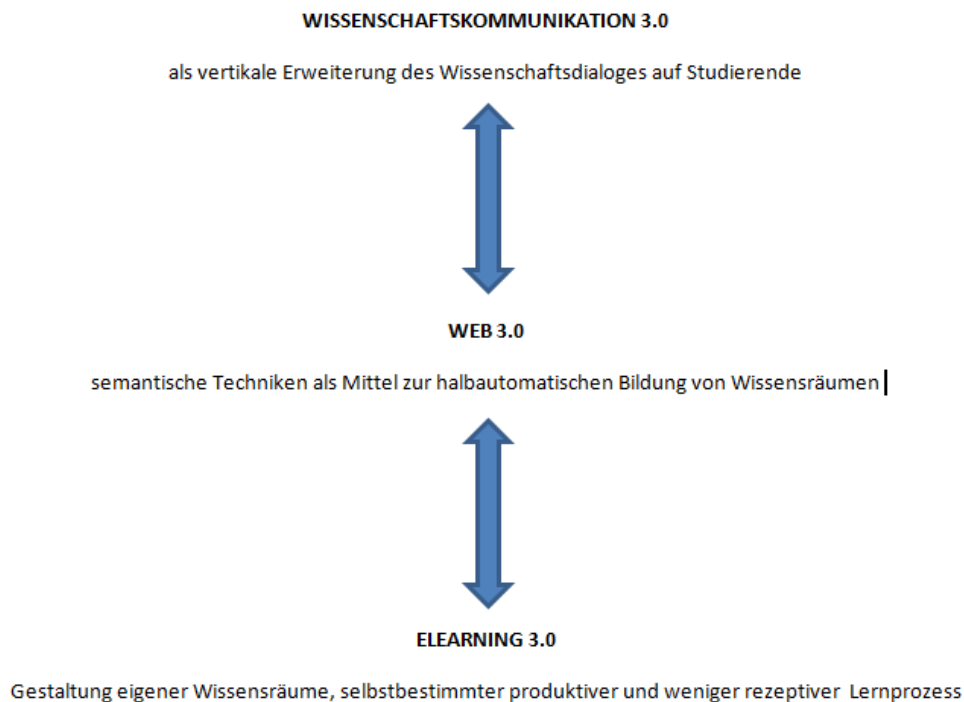 WISSENSCHAFTSKOMMUNIKATION 3.0
als vertikale Erweiterung des Wissenschaftsdialoges auf Studierende
WEB 3.0
semantische Techniken als Mittel zur halbautomatischen Bildung von Wissensräumen
ELEARNING 3.0
Gestaltung eigener Wissensräume, selbstbestimmter produktiver und weniger rezeptiver Lernprozess